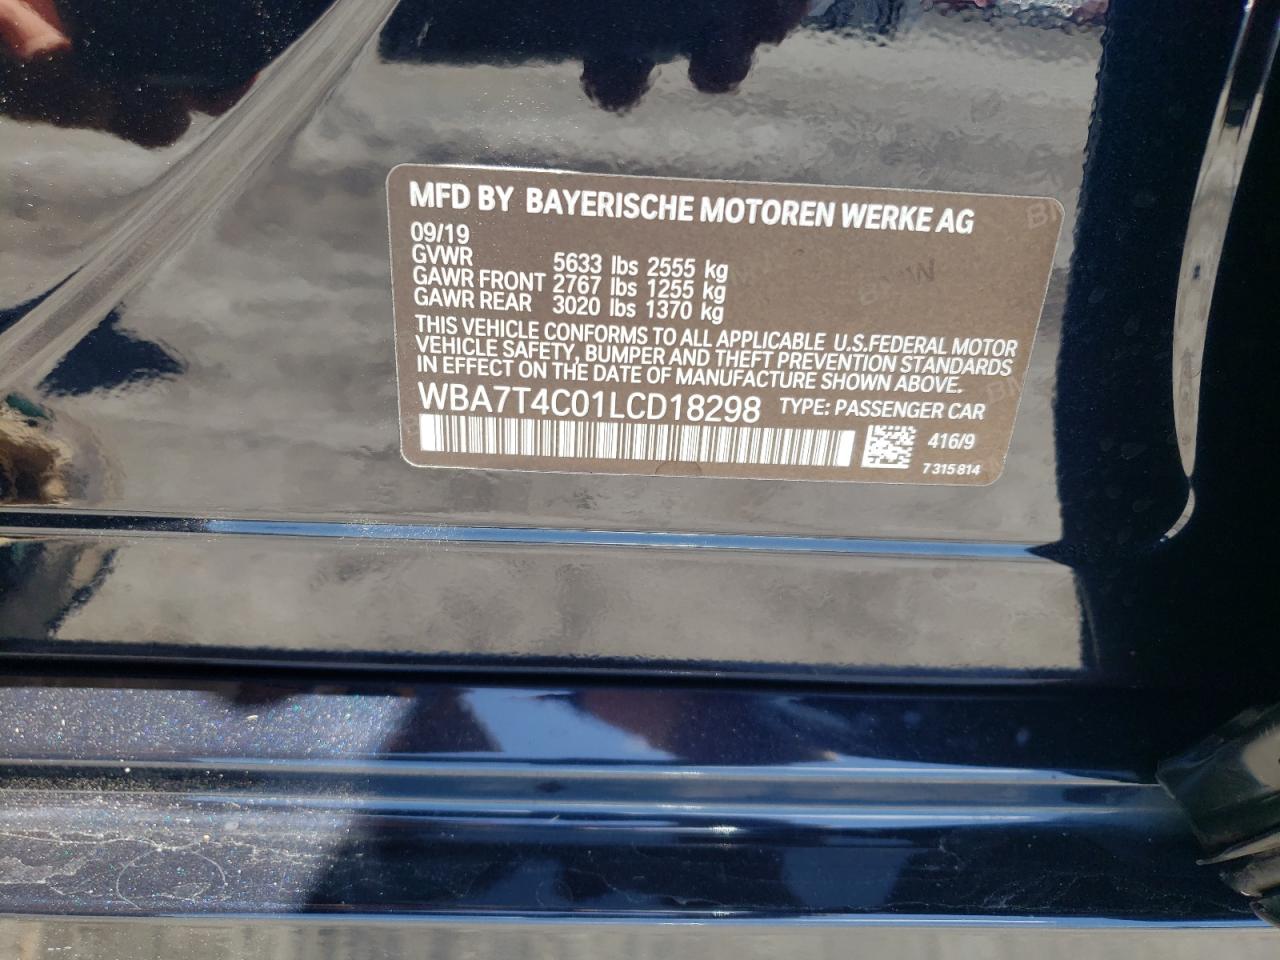 MFD BY BAYERISCHE MOTOREN WERKE AG
09/19
GVWR 5633 lbs 2555 kg
GAWR FRONT 2767 lbs 1255 kg
GAWR REAR 3020 lbs 1370 kg
THIS VEHICLE CONFORMS TO ALL APPLICABLE U.S.FEDERAL MOTOR
VEHICLE SAFETY, BUMPER AND THEFT PREVENTION STANDARDS
IN EFFECT ON THE DATE OF MANUFACTURE SHOWN ABOVE.
WBA7T4C01LCD18298 TYPE: PASSENGER CAR
416/9
7 315 814
BMW